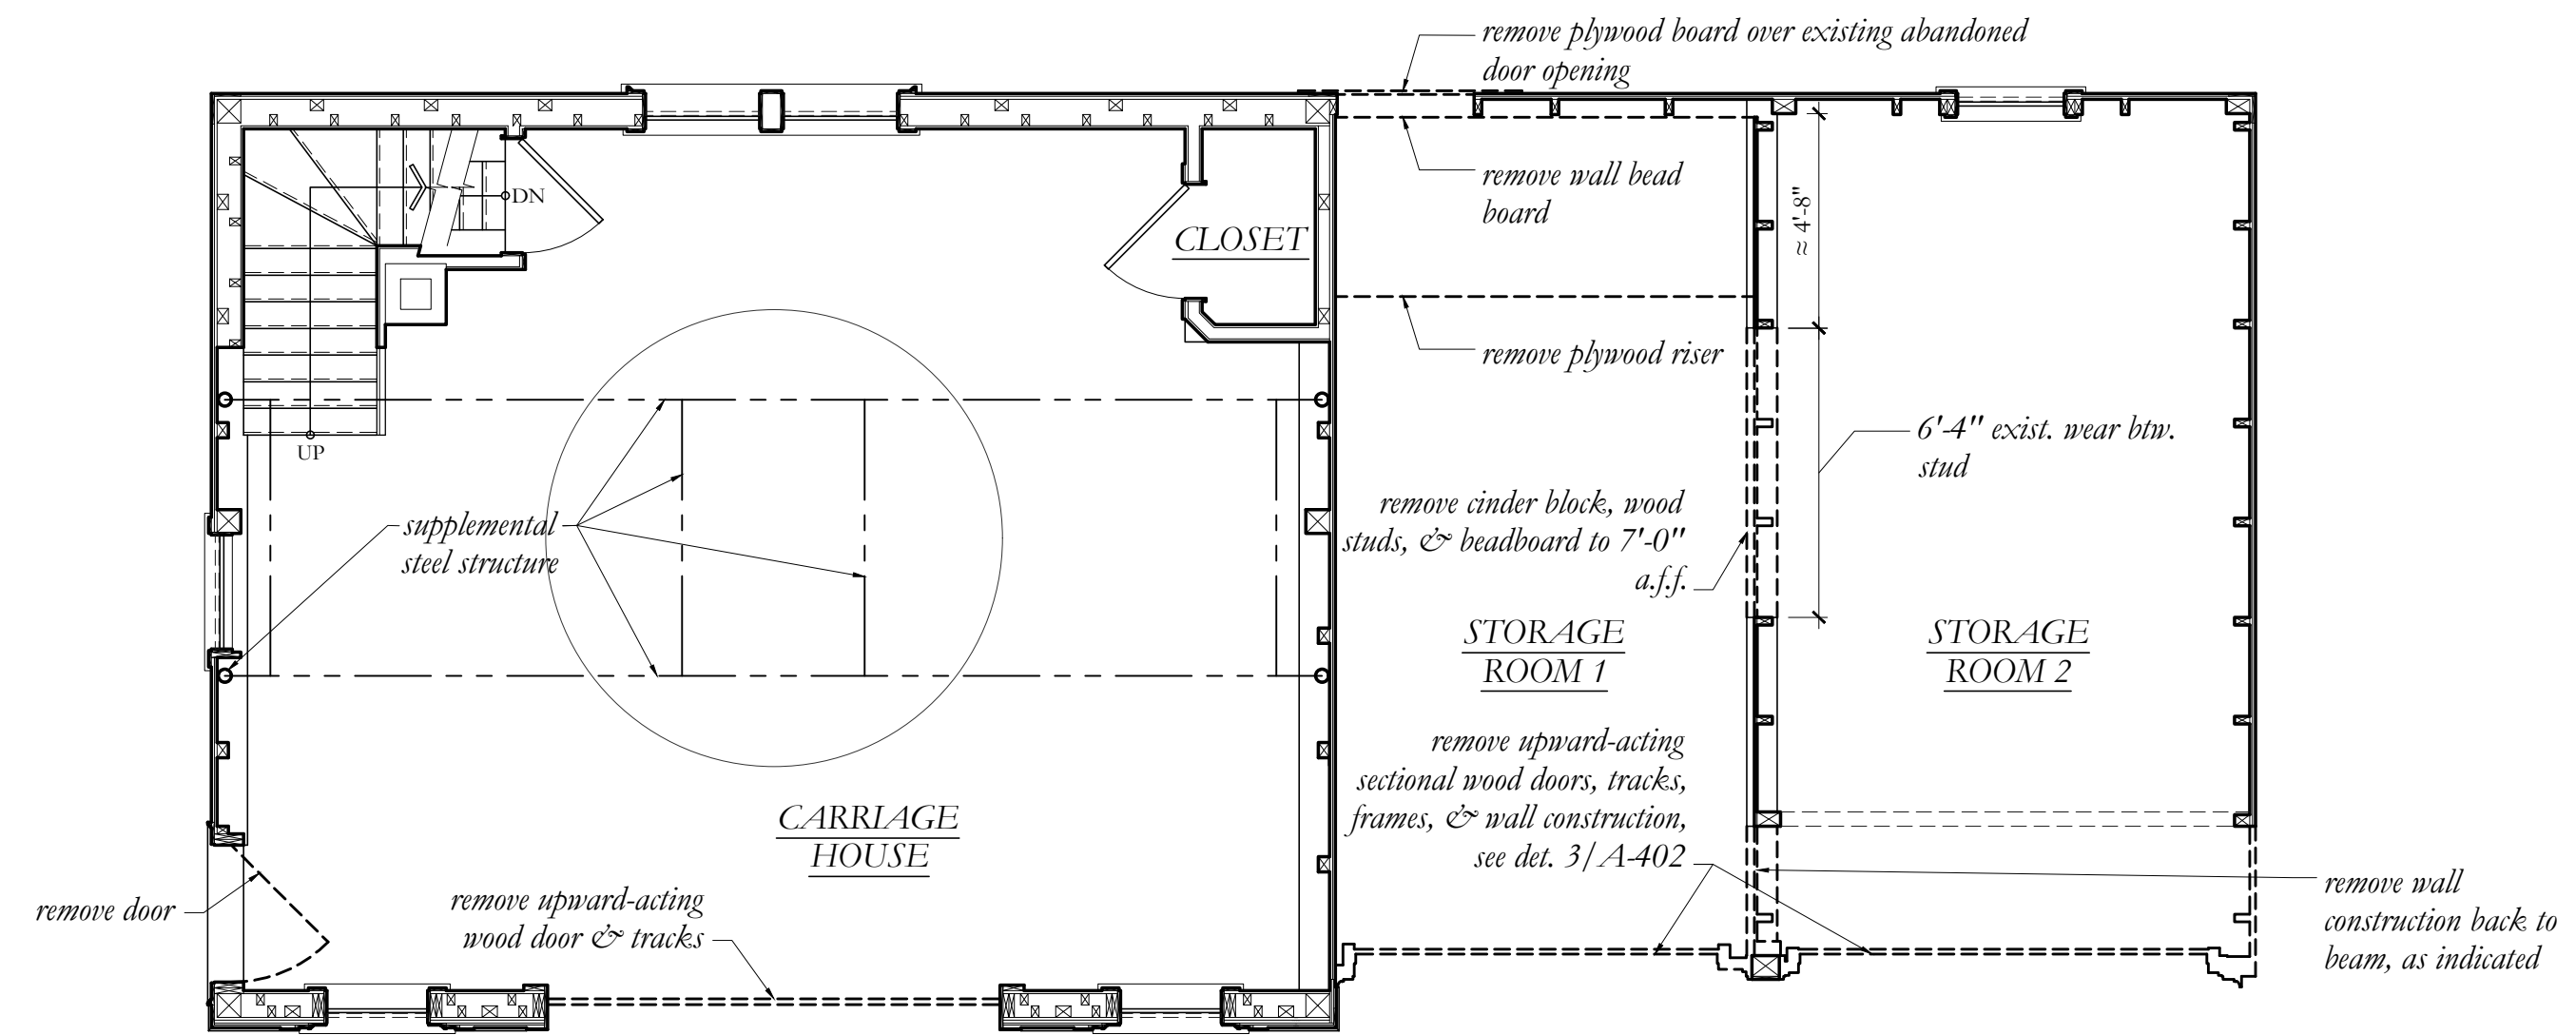 remove plywood board over existing abandoned
door opening
remove wall bead
board
DN
CLOSET
≈ 4'-8"
remove plywood riser
UP
6'-4" exist. wear btw.
stud
supplemental
steel structure
remove cinder block, wood
studs, & beadboard to 7'-0"
a.f.f.
STORAGE
ROOM 1
STORAGE
ROOM 2
remove upward-acting
sectional wood doors, tracks,
frames, & wall construction,
see det. 3/A-402
CARRIAGE
HOUSE
remove door
remove upward-acting
wood door & tracks
remove wall
construction back to
beam, as indicated